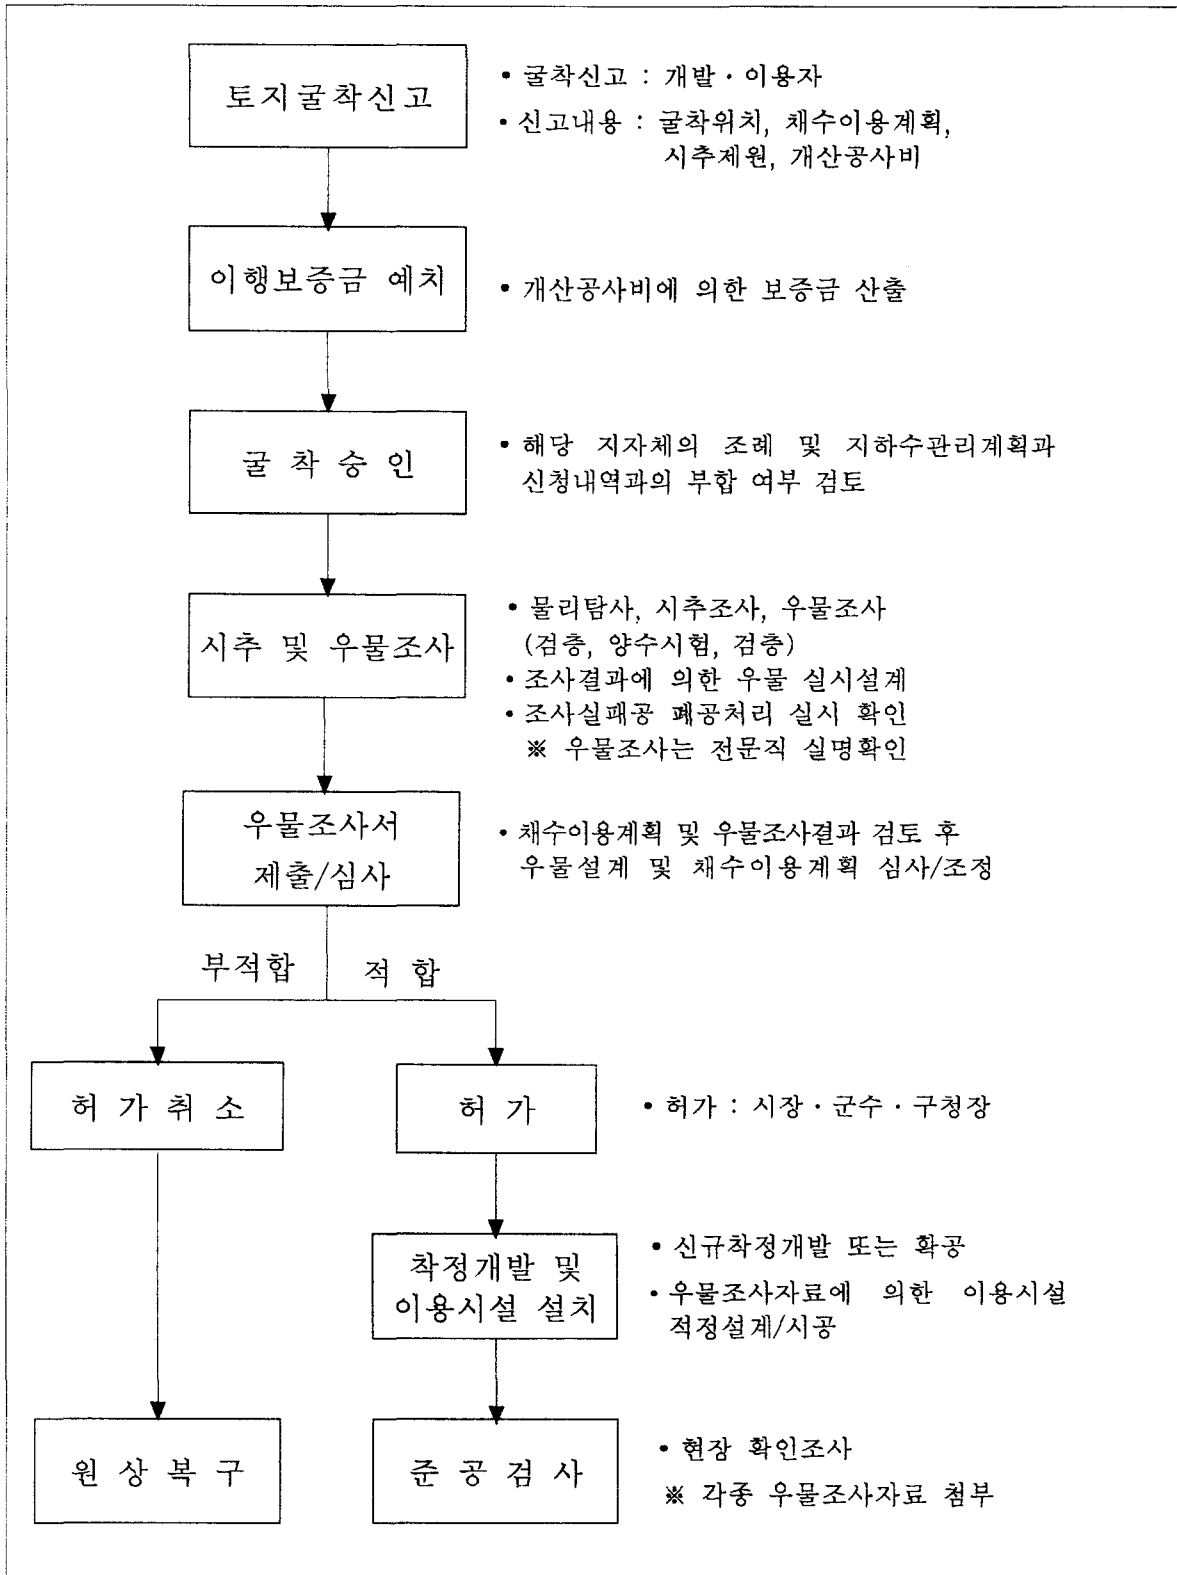 토지굴착신고
• 굴착신고 : 개발·이용자
• 신고내용 : 굴착위치, 채수이용계획,
시추제원, 개산공사비
이행보증금 예치
• 개산공사비에 의한 보증금 산출
굴 착 승 인
• 해당 지자체의 조례 및 지하수관리계획과
신청내역과의 부합 여부 검토
시추 및 우물조사
• 물리탐사, 시추조사, 우물조사
(검층, 양수시험, 검층)
• 조사결과에 의한 우물 실시설계
• 조사실패공 폐공처리 실시 확인
※ 우물조사는 전문직 실명확인
우물조사서
제출/심사
• 채수이용계획 및 우물조사결과 검토 후
우물설계 및 채수이용계획 심사/조정
부적합
적 합
허 가 취 소
허 가
• 허가 : 시장·군수·구청장
착정개발 및
이용시설 설치
• 신규착정개발 또는 확공
• 우물조사자료에 의한 이용시설
적정설계/시공
원 상 복 구
준 공 검 사
• 현장 확인조사
※ 각종 우물조사자료 첨부